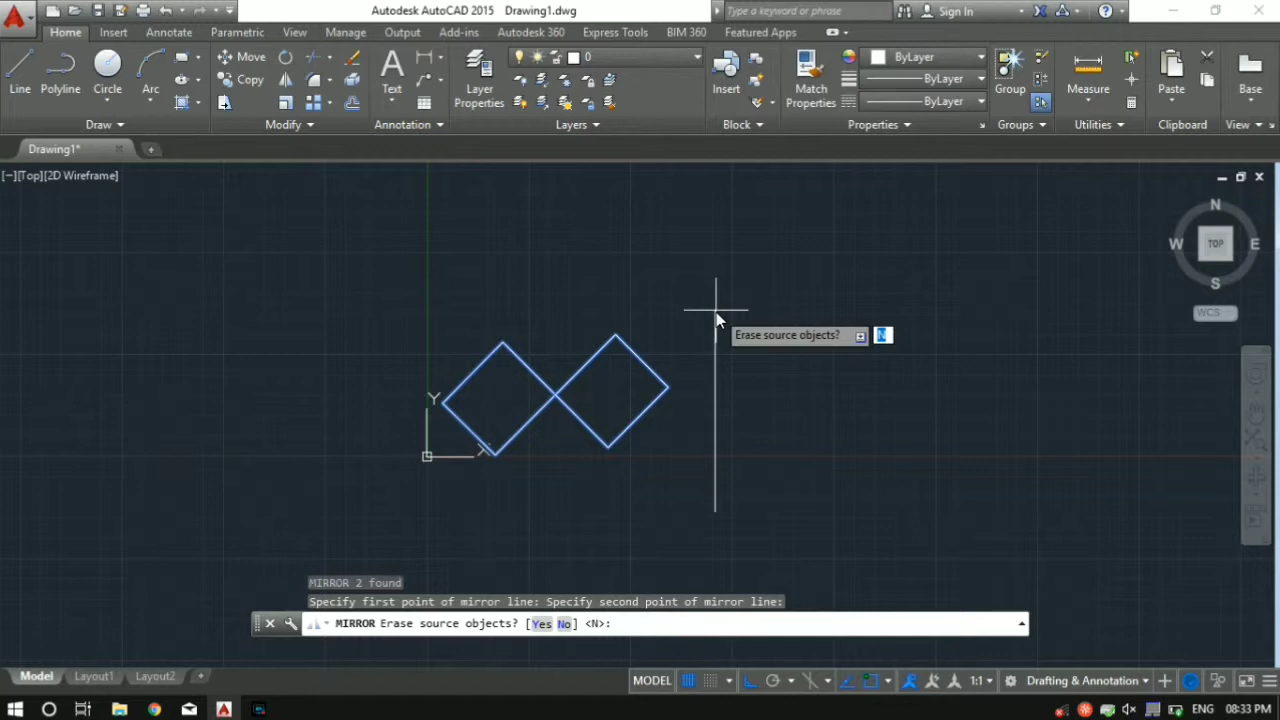 Autodesk AutoCAD 2015 Drawing1.dwg
Type a keyword or phrase
Sign In
Home Insert Annotate Parametric View Manage Output Add-ins Autodesk 360 Express Tools BIM 360 Featured Apps
Line Polyline Circle Arc
Draw
Move
Copy
Modify
Text
Annotation
Layer Properties
0
Layers
Insert
Block
Match Properties
ByLayer
ByLayer
ByLayer
Properties
Group
Groups
Measure
Utilities
Paste
Clipboard
Base
View
Drawing1*
[−][Top][2D Wireframe]
N
W TOP E
S
WCS
Erase source objects? N
Y
X
MIRROR 2 found
Specify first point of mirror line: Specify second point of mirror line:
MIRROR Erase source objects? [Yes No] <N>:
Model Layout1 Layout2
MODEL 1:1 Drafting & Annotation
ENG 08:33 PM